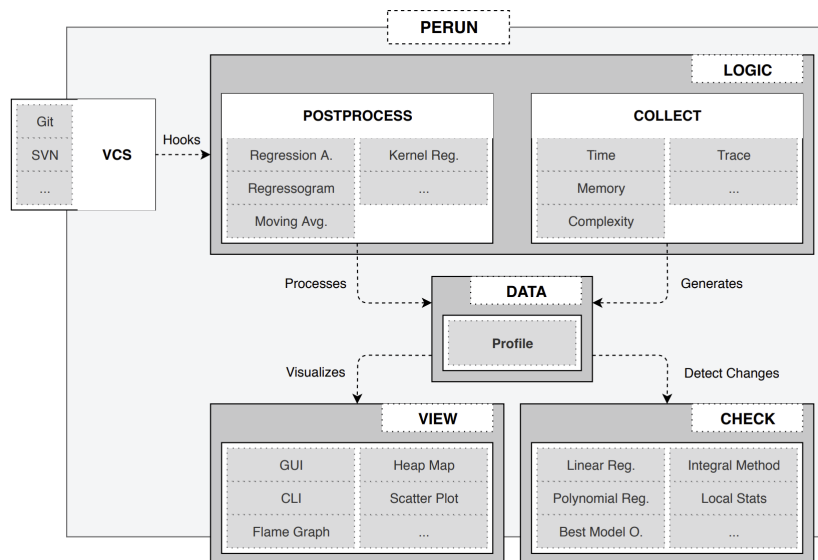 PERUN
LOGIC
Git
SVN
...
VCS
Hooks
POSTPROCESS
Regression A.
Kernel Reg.
Regressogram
...
Moving Avg.
COLLECT
Time
Trace
Memory
...
Complexity
Processes
Generates
DATA
Profile
Visualizes
Detect Changes
VIEW
GUI
Heap Map
CLI
Scatter Plot
Flame Graph
...
CHECK
Linear Reg.
Integral Method
Polynomial Reg.
Local Stats
Best Model O.
...